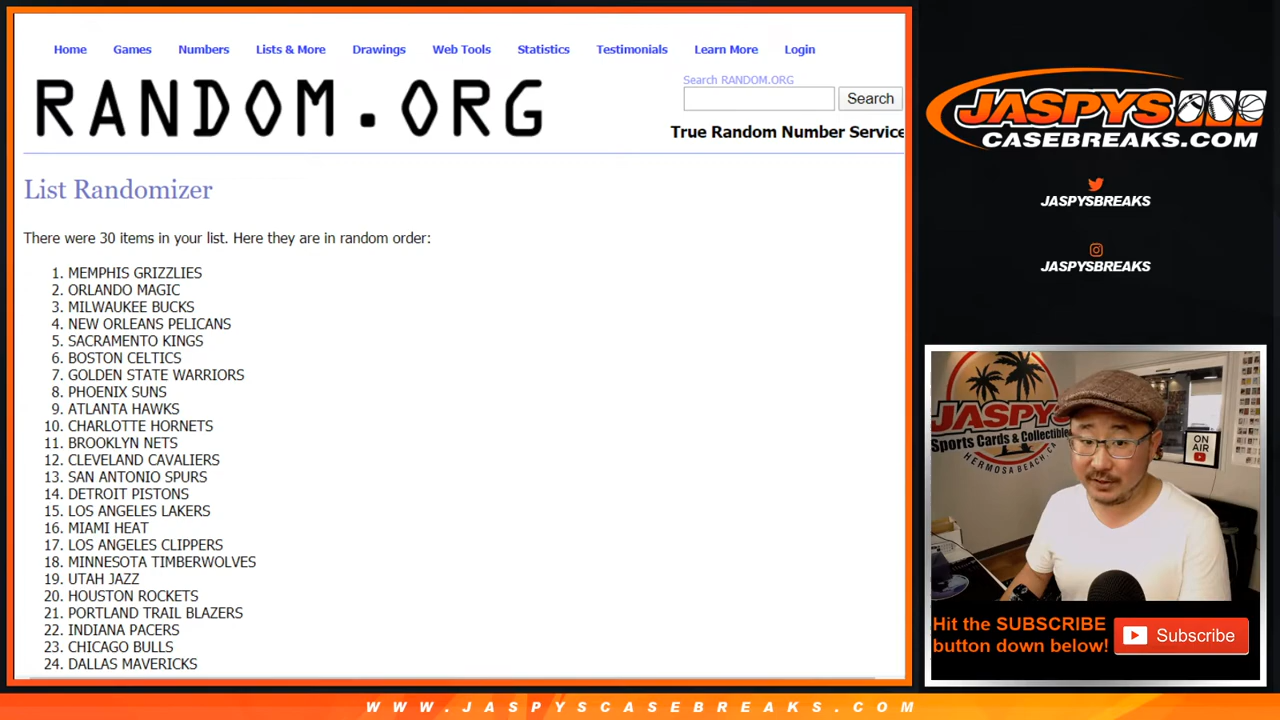 Home Games Numbers Lists & More Drawings Web Tools Statistics Testimonials Learn More Login
RANDOM.ORG
Search RANDOM.ORG
Search
True Random Number Service
List Randomizer
There were 30 items in your list. Here they are in random order:
1. MEMPHIS GRIZZLIES
2. ORLANDO MAGIC
3. MILWAUKEE BUCKS
4. NEW ORLEANS PELICANS
5. SACRAMENTO KINGS
6. BOSTON CELTICS
7. GOLDEN STATE WARRIORS
8. PHOENIX SUNS
9. ATLANTA HAWKS
10. CHARLOTTE HORNETS
11. BROOKLYN NETS
12. CLEVELAND CAVALIERS
13. SAN ANTONIO SPURS
14. DETROIT PISTONS
15. LOS ANGELES LAKERS
16. MIAMI HEAT
17. LOS ANGELES CLIPPERS
18. MINNESOTA TIMBERWOLVES
19. UTAH JAZZ
20. HOUSTON ROCKETS
21. PORTLAND TRAIL BLAZERS
22. INDIANA PACERS
23. CHICAGO BULLS
24. DALLAS MAVERICKS
JASPYS
CASEBREAKS.COM
JASPYSBREAKS
JASPYSBREAKS
JASPYS
Sports Cards & Collectibles
HERMOSA BEACH, CA
ON
AIR
Hit the SUBSCRIBE
button down below!
Subscribe
WWW.JASPYSCASEBREAKS.COM